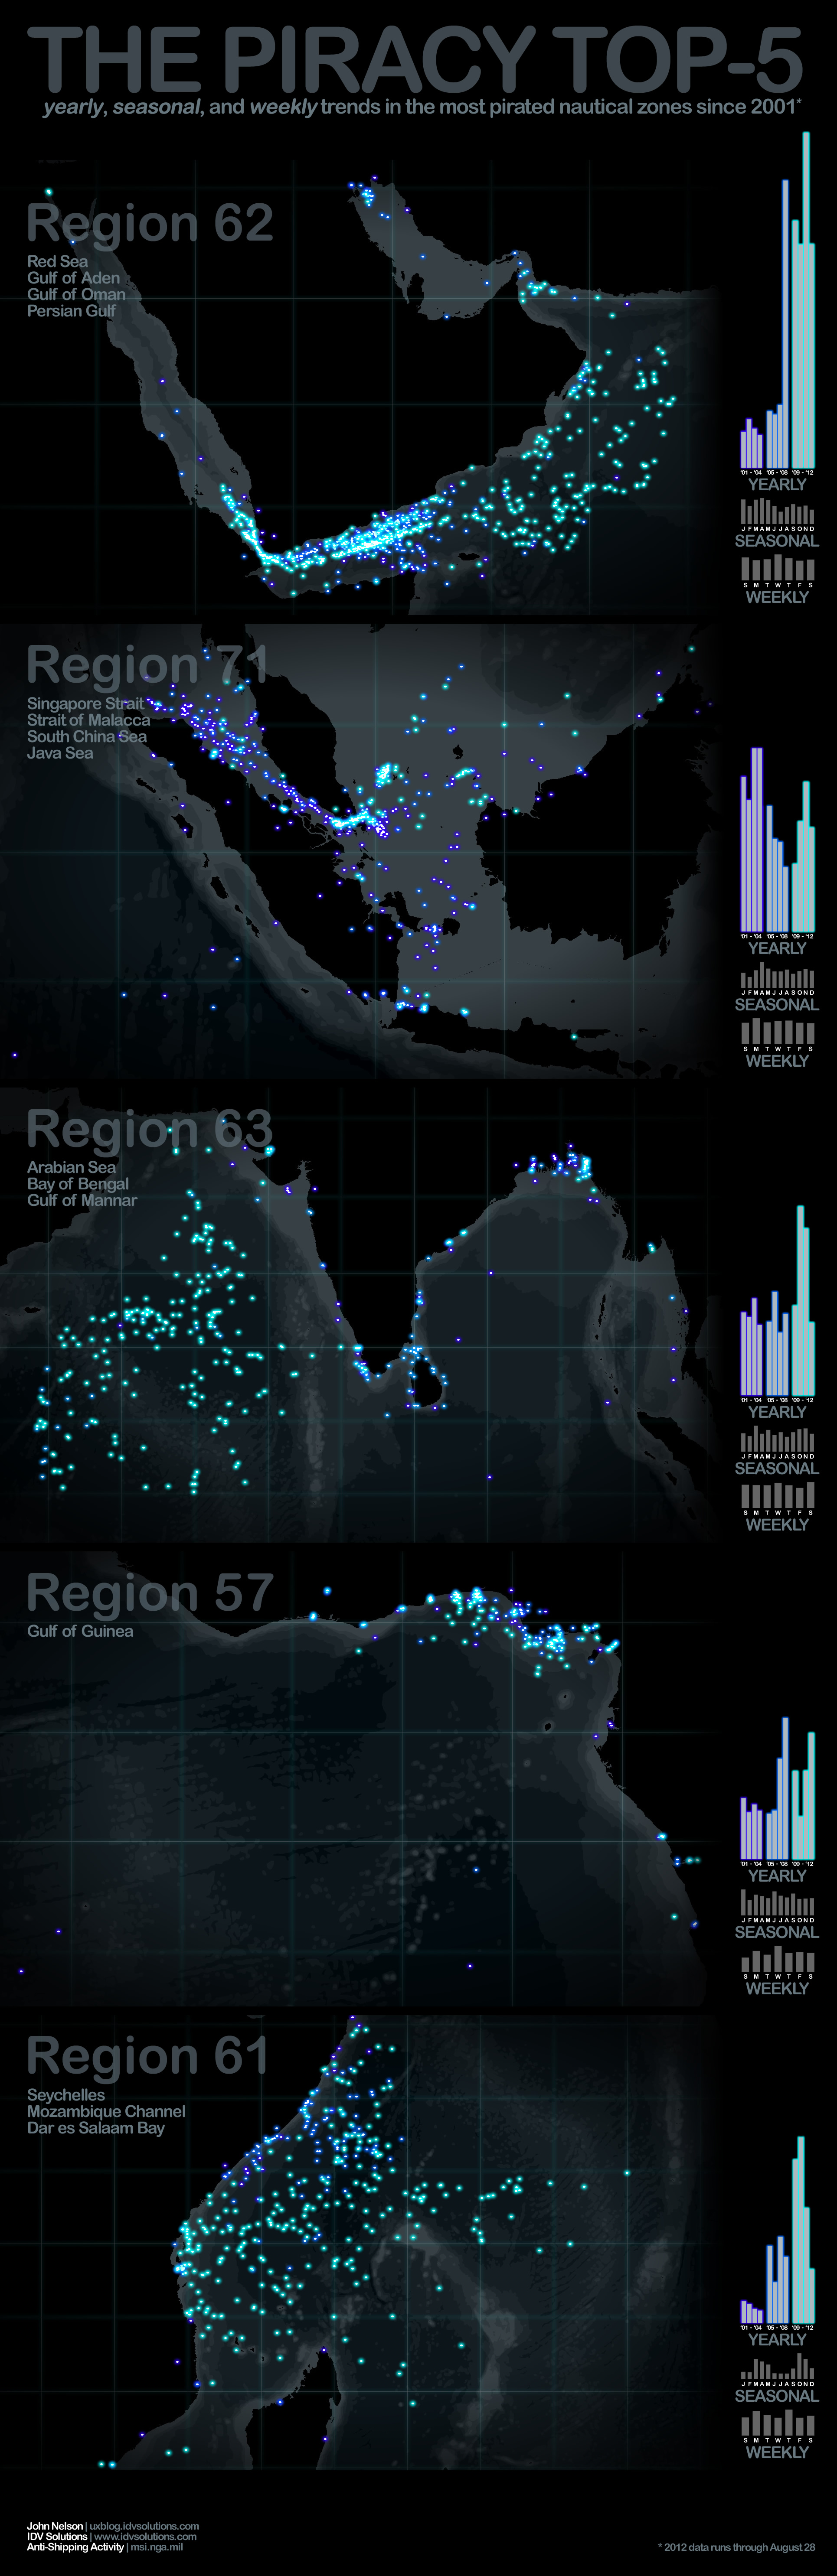 THE PIRACY TOP-5
yearly, seasonal, and weekly trends in the most pirated nautical zones since 2001*
Region 62
Red Sea
Gulf of Aden
Gulf of Oman
Persian Gulf
'01 - '04 '05 - '08 '09 - '12
YEARLY
J F M A M J J A S O N D
SEASONAL
S M T W T F S
WEEKLY
Region 71
Singapore Strait
Strait of Malacca
South China Sea
Java Sea
'01 - '04 '05 - '08 '09 - '12
YEARLY
J F M A M J J A S O N D
SEASONAL
S M T W T F S
WEEKLY
Region 63
Arabian Sea
Bay of Bengal
Gulf of Mannar
'01 - '04 '05 - '08 '09 - '12
YEARLY
J F M A M J J A S O N D
SEASONAL
S M T W T F S
WEEKLY
Region 57
Gulf of Guinea
'01 - '04 '05 - '08 '09 - '12
YEARLY
J F M A M J J A S O N D
SEASONAL
S M T W T F S
WEEKLY
Region 61
Seychelles
Mozambique Channel
Dar es Salaam Bay
'01 - '04 '05 - '08 '09 - '12
YEARLY
J F M A M J J A S O N D
SEASONAL
S M T W T F S
WEEKLY
John Nelson | uxblog.idvsolutions.com
IDV Solutions | www.idvsolutions.com
Anti-Shipping Activity | msi.nga.mil
* 2012 data runs through August 28